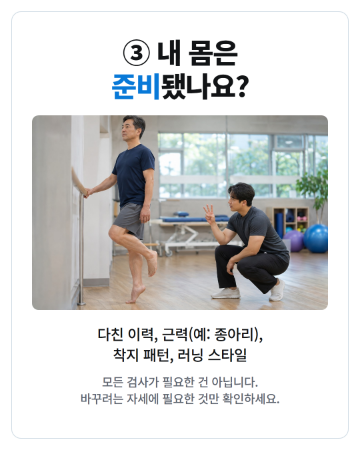 ③ 내 몸은
준비됐나요?
다친 이력, 근력(예: 종아리),
착지 패턴, 러닝 스타일
모든 검사가 필요한 건 아닙니다.
바꾸려는 자세에 필요한 것만 확인하세요.